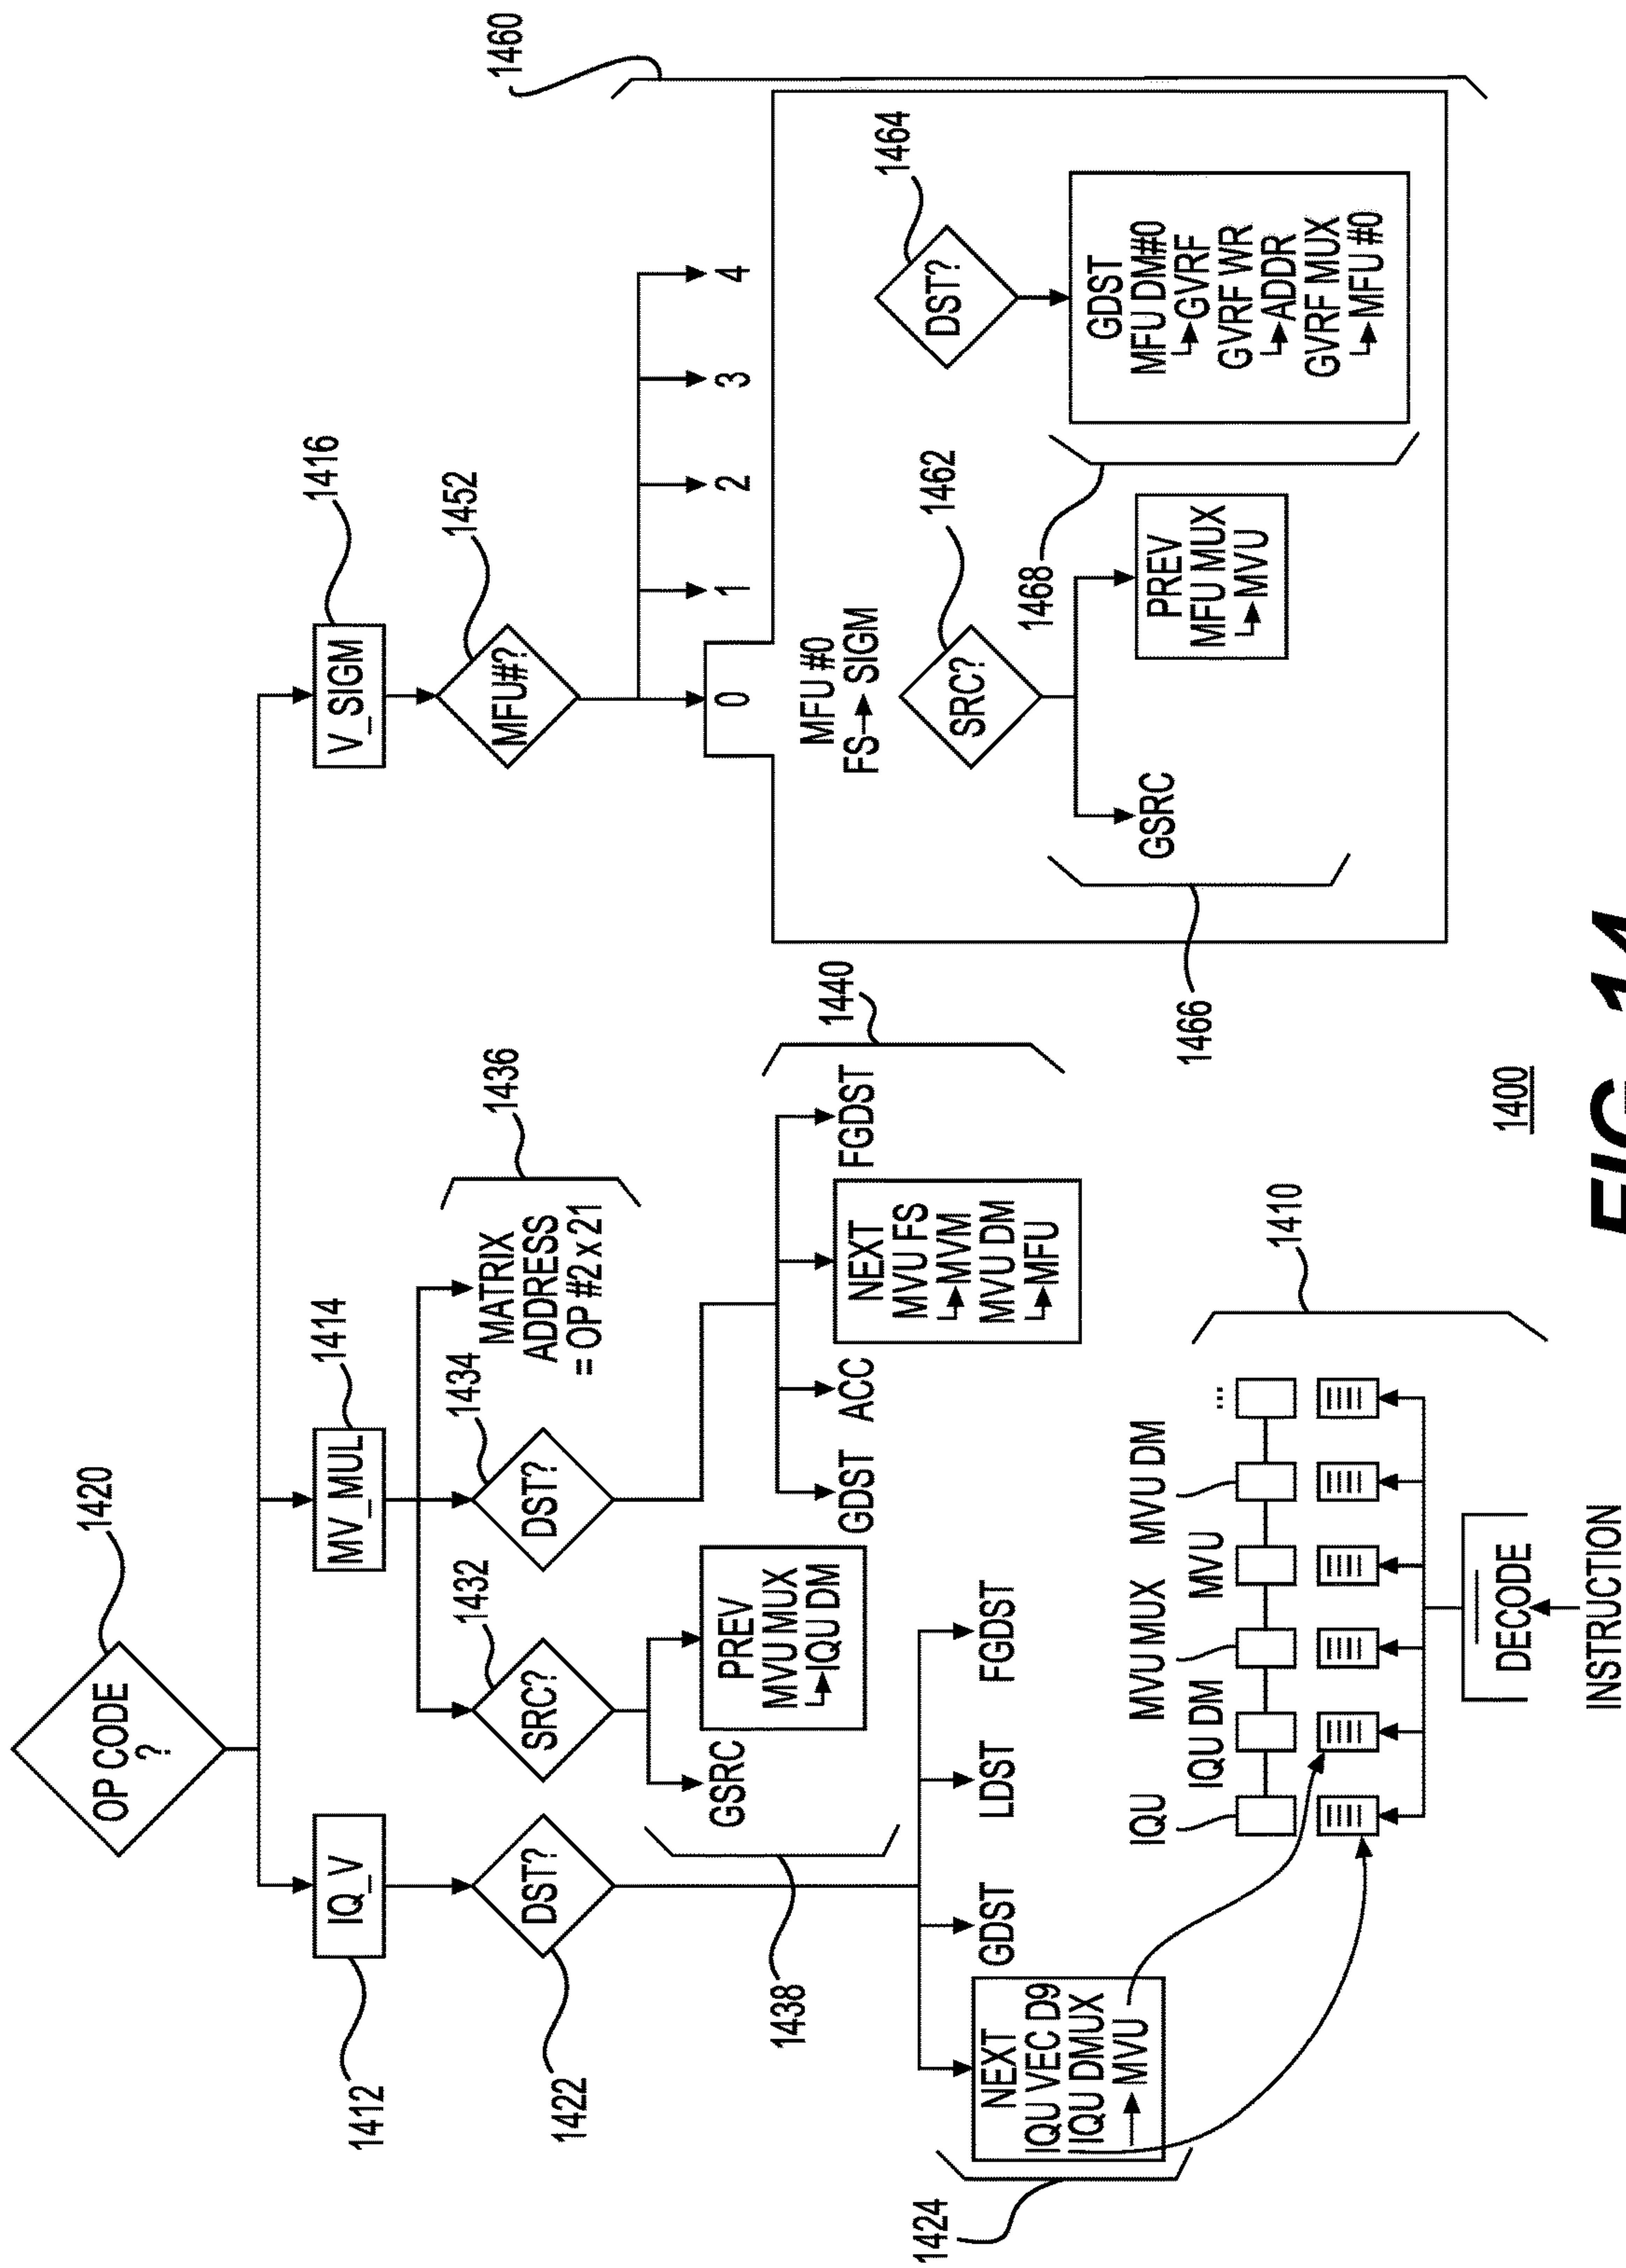 1420
OP CODE
?
1412
IQ_V
1414
MV_MUL
1416
V_SIGM
1422
DST?
1432
SRC?
1434
DST?
1436
MATRIX
ADDRESS
= OP #2 x 21
1452
MFU#?
0
1
2
3
4
1460
GSRC
PREV
MVU MUX
↳ IQU DM
1438
GDST
ACC
NEXT
MVU FS
↳ MVM
MVU DM
↳ MFU
FGDST
1440
MFU #0
FS → SIGM
1462
SRC?
1464
DST?
GSRC
PREV
MFU MUX
↳ MVU
1466
1468
GDST
MFU DM#0
↳ GVRF
GVRF WR
↳ ADDR
GVRF MUX
↳ MFU #0
1424
NEXT
IQU VEC D9
IQU DMUX
→ MVU
GDST
LDST
FGDST
IQU
IQU DM
MVU MUX
MVU
MVU DM
...
1410
DECODE
INSTRUCTION
1400
FIG. 14